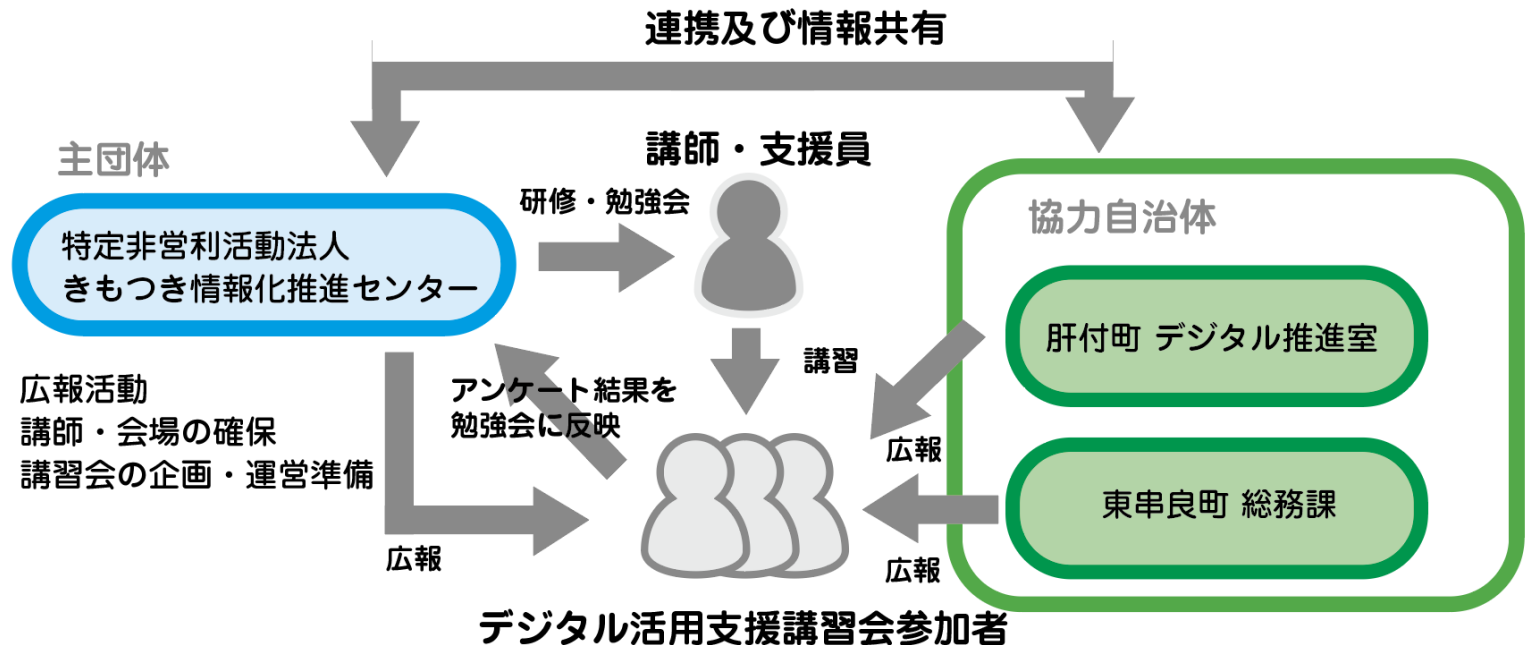 連携及び情報共有
主団体
特定非営利活動法人
きもつき情報化推進センター
広報活動
講師・会場の確保
講習会の企画・運営準備
研修・勉強会
講師・支援員
講習
アンケート結果を
勉強会に反映
広報
協力自治体
肝付町 デジタル推進室
広報
東串良町 総務課
広報
デジタル活用支援講習会参加者